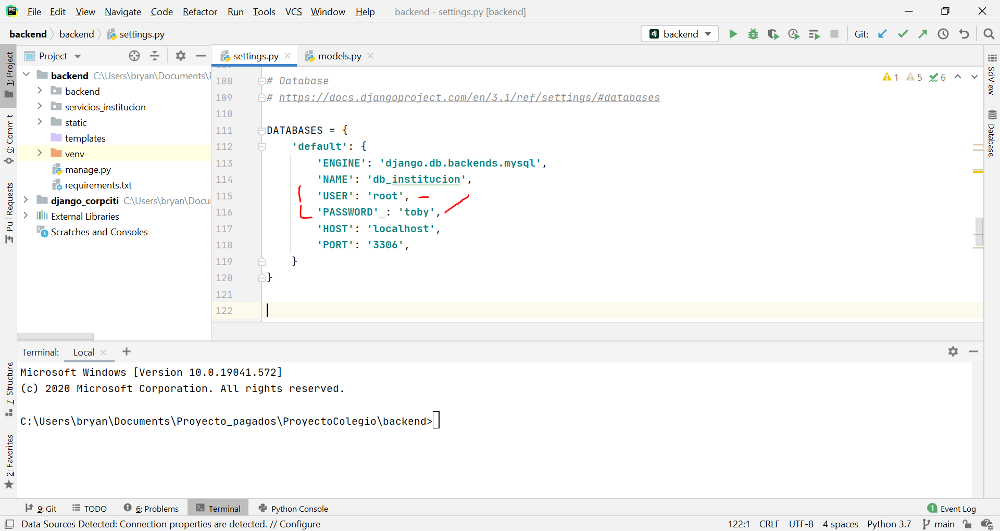 File Edit View Navigate Code Refactor Run Tools VCS Window Help backend - settings.py [backend]
backend backend settings.py
dj backend Git:
Project
settings.py models.py
1: Project
0: Commit
Pull Requests
7: Structure
2: Favorites
backend C:\Users\bryan\Documents\
backend
servicios_institucion
static
templates
venv
manage.py
requirements.txt
django_corpciti C:\Users\bryan\Docu
External Libraries
Scratches and Consoles
108 # Database
109 # https://docs.djangoproject.com/en/3.1/ref/settings/#databases
110
111 DATABASES = {
112 'default': {
113 'ENGINE': 'django.db.backends.mysql',
114 'NAME': 'db_institucion',
115 'USER': 'root',
116 'PASSWORD' : 'toby',
117 'HOST': 'localhost',
118 'PORT': '3306',
119 }
120 }
121
122
1 5 6
SciView
Database
Terminal: Local +
Microsoft Windows [Version 10.0.19041.572]
(c) 2020 Microsoft Corporation. All rights reserved.
C:\Users\bryan\Documents\Proyecto_pagados\ProyectoColegio\backend>
9: Git TODO 6: Problems Terminal Python Console 1 Event Log
Data Sources Detected: Connection properties are detected. // Configure 122:1 CRLF UTF-8 4 spaces Python 3.7 main